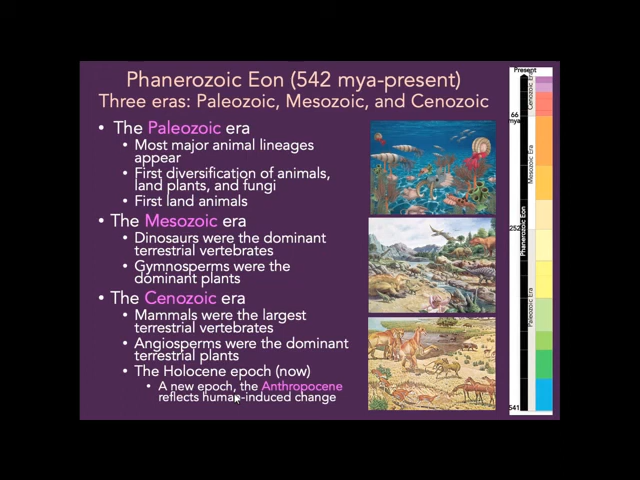 Phanerozoic Eon (542 mya-present)
Three eras: Paleozoic, Mesozoic, and Cenozoic
• The Paleozoic era
• Most major animal lineages
appear
• First diversification of animals,
land plants, and fungi
• First land animals
• The Mesozoic era
• Dinosaurs were the dominant
terrestrial vertebrates
• Gymnosperms were the
dominant plants
• The Cenozoic era
• Mammals were the largest
terrestrial vertebrates
• Angiosperms were the dominant
terrestrial plants
• The Holocene epoch (now)
• A new epoch, the Anthropocene
reflects human-induced change
Present
Cenozoic Era
66
mya
Mesozoic Era
252
Phanerozoic Eon
Paleozoic Era
541